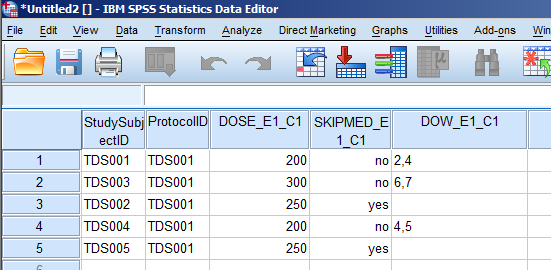 *Untitled2 [] - IBM SPSS Statistics Data Editor
File Edit View Data Transform Analyze Direct Marketing Graphs Utilities Add-ons Win
StudySubjectID ProtocolID DOSE_E1_C1 SKIPMED_E1_C1 DOW_E1_C1
1 TDS001 TDS001 200 no 2,4
2 TDS003 TDS001 300 no 6,7
3 TDS002 TDS001 250 yes
4 TDS004 TDS001 200 no 4,5
5 TDS005 TDS001 250 yes
6